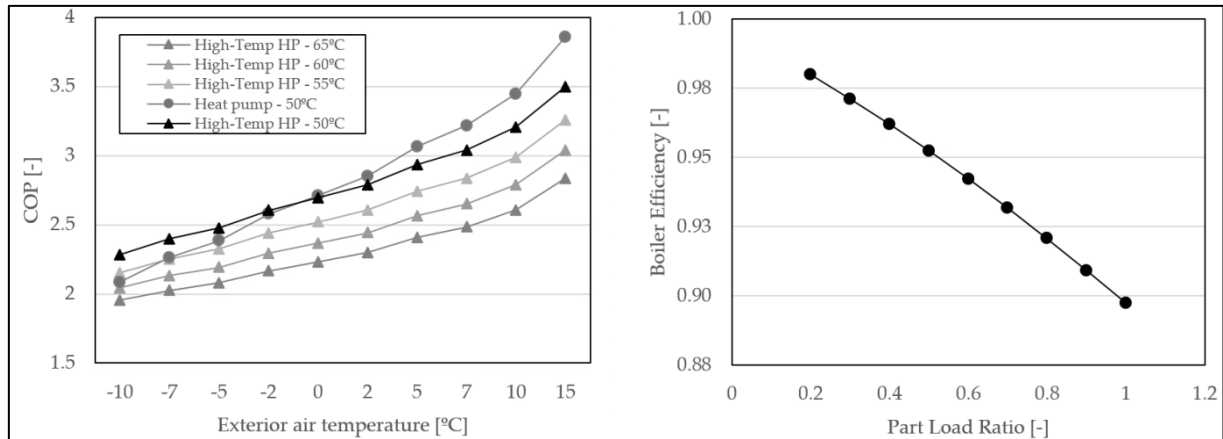 4
3.5
3
2.5
2
1.5
COP [-]
High-Temp HP - 65ºC
High-Temp HP - 60ºC
High-Temp HP - 55ºC
Heat pump - 50ºC
High-Temp HP - 50ºC
-10 -7 -5 -2 0 2 5 7 10 15
Exterior air temperature [ºC]
1.00
0.98
0.95
0.93
0.90
0.88
Boiler Efficiency [-]
0 0.2 0.4 0.6 0.8 1 1.2
Part Load Ratio [-]